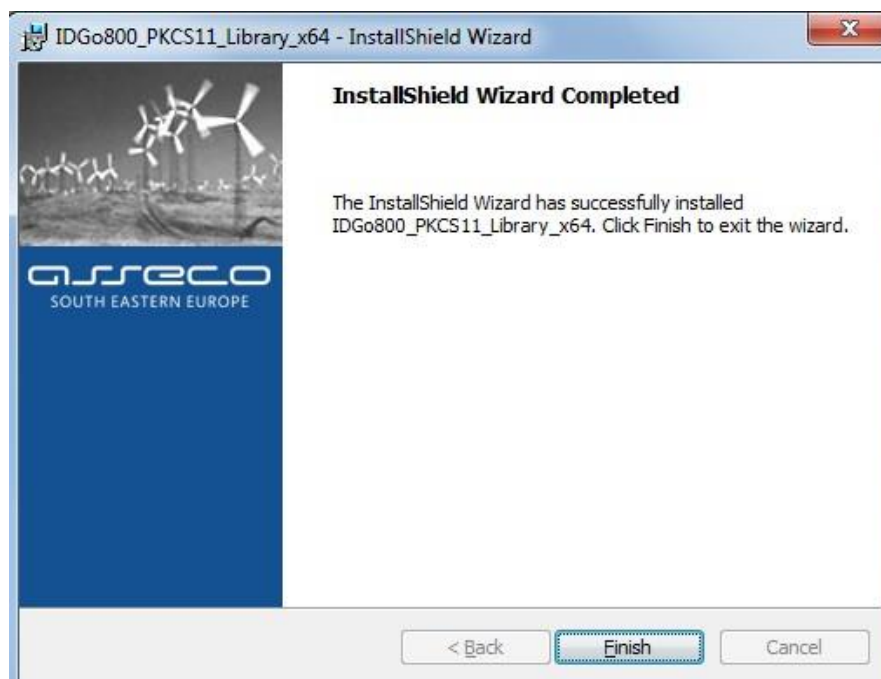 IDGo800_PKCS11_Library_x64 - InstallShield Wizard
InstallShield Wizard Completed
The InstallShield Wizard has successfully installed
IDGo800_PKCS11_Library_x64. Click Finish to exit the wizard.
asseco
SOUTH EASTERN EUROPE
< Back
Finish
Cancel